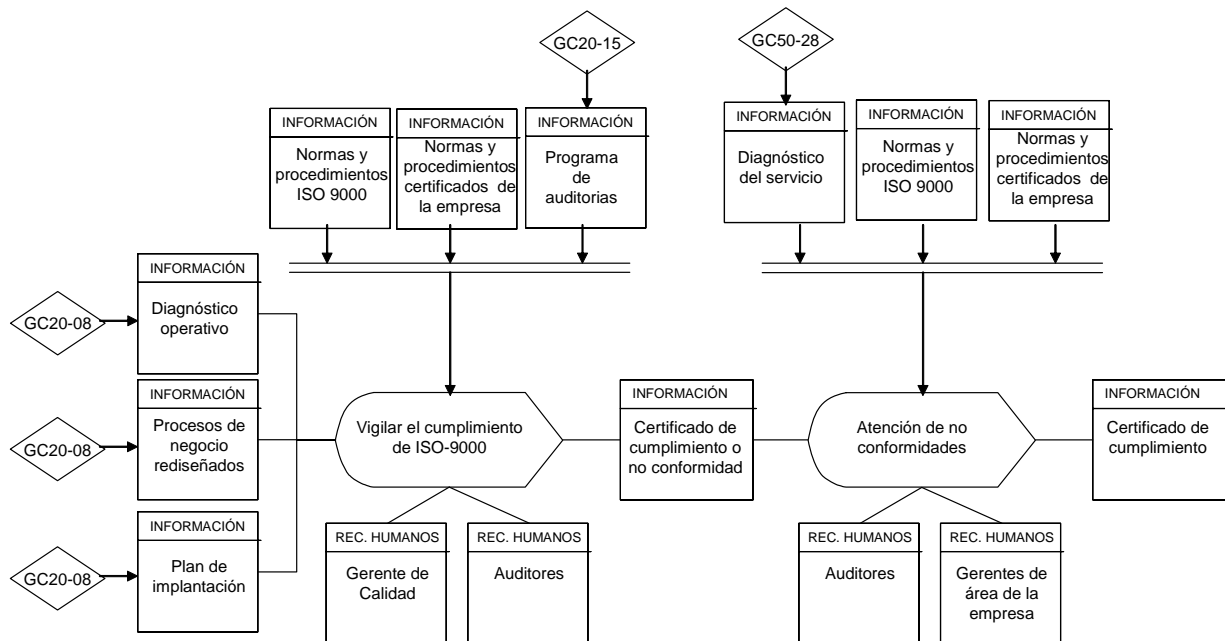 GC20-15
GC50-28
INFORMACIÓN
Normas y
procedimientos
ISO 9000
INFORMACIÓN
Normas y
procedimientos
certificados de
la empresa
INFORMACIÓN
Programa
de
auditorias
INFORMACIÓN
Diagnóstico
del servicio
INFORMACIÓN
Normas y
procedimientos
ISO 9000
INFORMACIÓN
Normas y
procedimientos
certificados de
la empresa
GC20-08
INFORMACIÓN
Diagnóstico
operativo
GC20-08
INFORMACIÓN
Procesos de
negocio
rediseñados
GC20-08
INFORMACIÓN
Plan de
implantación
Vigilar el cumplimiento
de ISO-9000
INFORMACIÓN
Certificado de
cumplimiento o
no conformidad
Atención de no
conformidades
INFORMACIÓN
Certificado de
cumplimiento
REC. HUMANOS
Gerente de
Calidad
REC. HUMANOS
Auditores
REC. HUMANOS
Auditores
REC. HUMANOS
Gerentes de
área de la
empresa